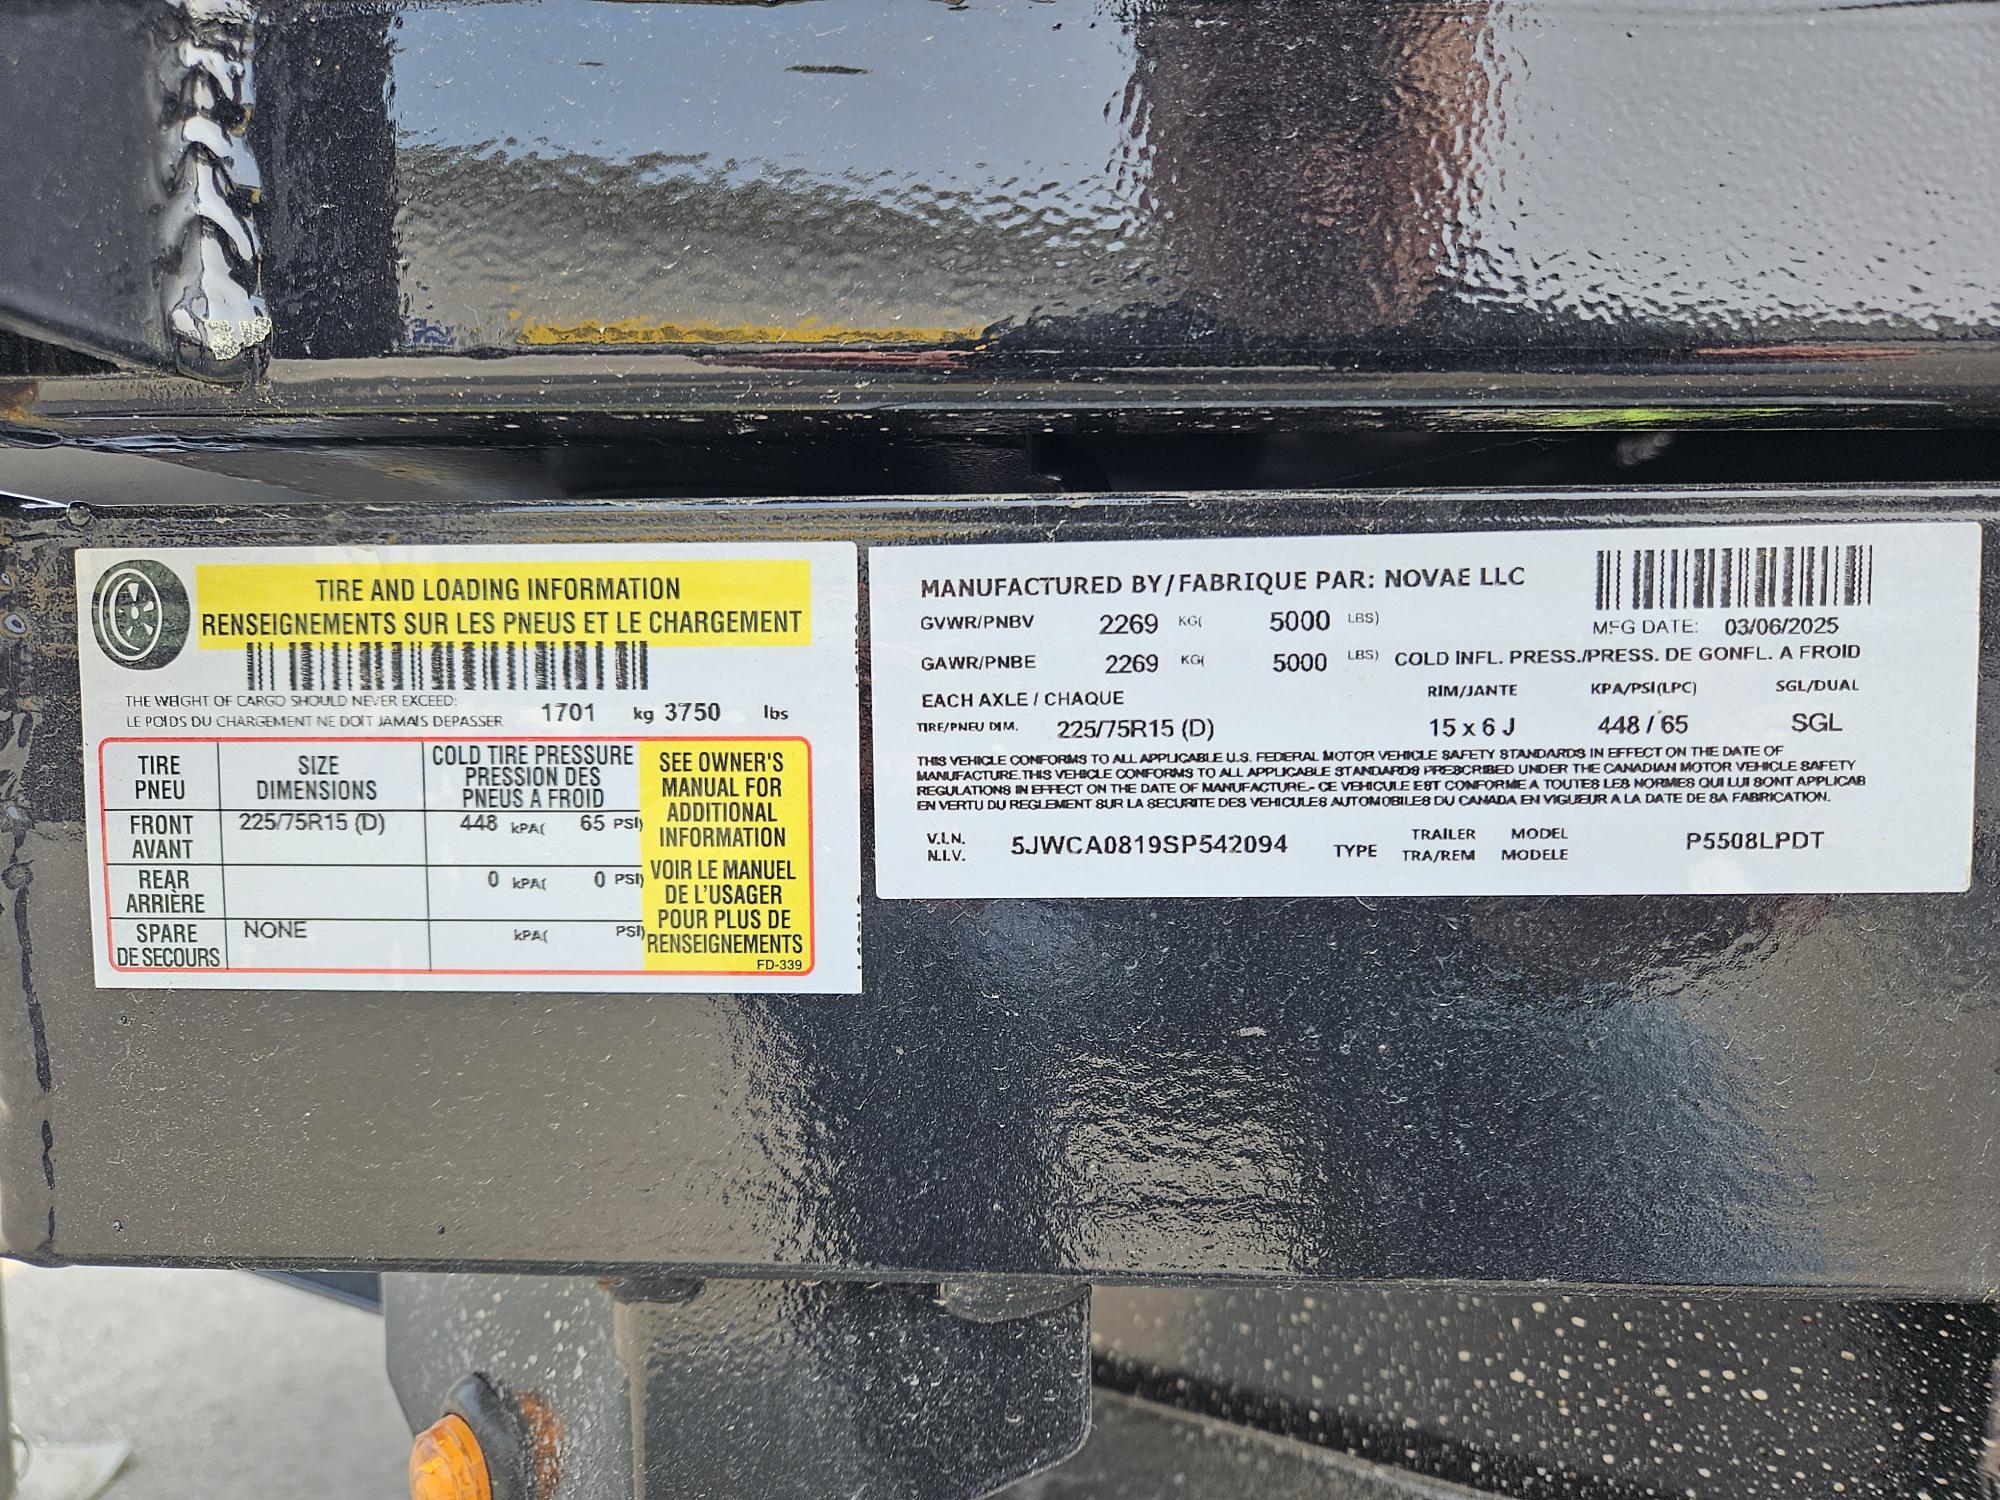 TIRE AND LOADING INFORMATION
RENSEIGNEMENTS SUR LES PNEUS ET LE CHARGEMENT
THE WEIGHT OF CARGO SHOULD NEVER EXCEED:
LE POIDS DU CHARGEMENT NE DOIT JAMAIS DEPASSER 1701 kg 3750 lbs
TIRE PNEU
SIZE DIMENSIONS
COLD TIRE PRESSURE
PRESSION DES
PNEUS A FROID
FRONT AVANT
225/75R15 (D)
448 kPA( 65 PSI)
REAR ARRIÈRE
0 kPA( 0 PSI)
SPARE DE SECOURS
NONE
kPA( PSI)
SEE OWNER'S
MANUAL FOR
ADDITIONAL
INFORMATION
VOIR LE MANUEL
DE L'USAGER
POUR PLUS DE
RENSEIGNEMENTS
FD-339
MANUFACTURED BY/FABRIQUE PAR: NOVAE LLC
GVWR/PNBV 2269 KG( 5000 LBS)
MFG DATE: 03/06/2025
GAWR/PNBE 2269 KG( 5000 LBS) COLD INFL. PRESS./PRESS. DE GONFL. A FROID
EACH AXLE / CHAQUE RIM/JANTE KPA/PSI(LPC) SGL/DUAL
TIRE/PNEU DIM. 225/75R15 (D) 15 x 6 J 448 / 65 SGL
THIS VEHICLE CONFORMS TO ALL APPLICABLE U.S. FEDERAL MOTOR VEHICLE SAFETY STANDARDS IN EFFECT ON THE DATE OF
MANUFACTURE.THIS VEHICLE CONFORMS TO ALL APPLICABLE STANDARDS PRESCRIBED UNDER THE CANADIAN MOTOR VEHICLE SAFETY
REGULATIONS IN EFFECT ON THE DATE OF MANUFACTURE.- CE VEHICULE EST CONFORME A TOUTES LES NORMES QUI LUI SONT APPLICAB
EN VERTU DU REGLEMENT SUR LA SECURITE DES VEHICULES AUTOMOBILES DU CANADA EN VIGUEUR A LA DATE DE SA FABRICATION.
V.I.N. N.I.V. 5JWCA0819SP542094 TYPE TRAILER TRA/REM MODEL MODELE P5508LPDT